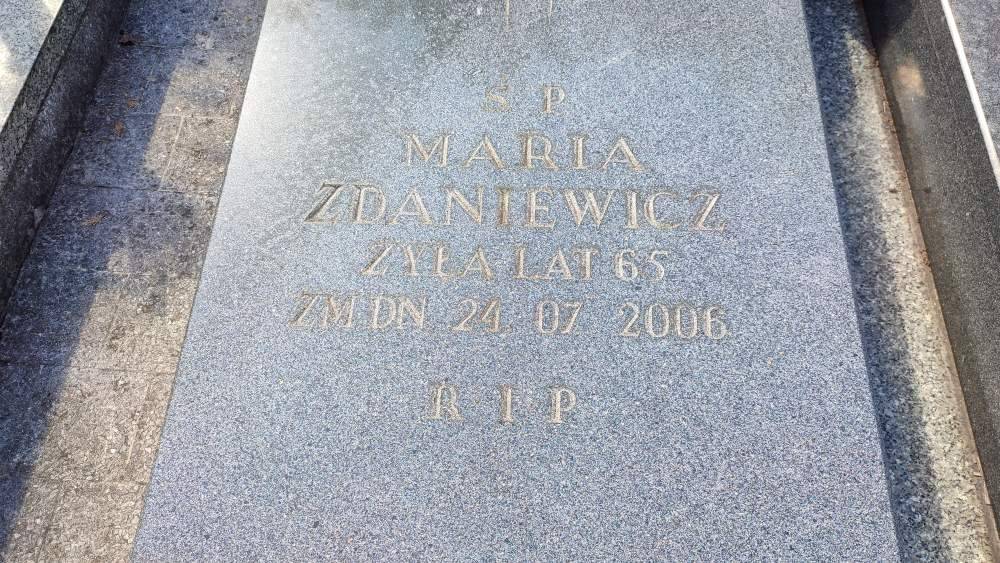 Ś P
MARIA
ZDANIEWICZ
ŻYŁA LAT 65
ZM DN. 24. 07 2006
R I P